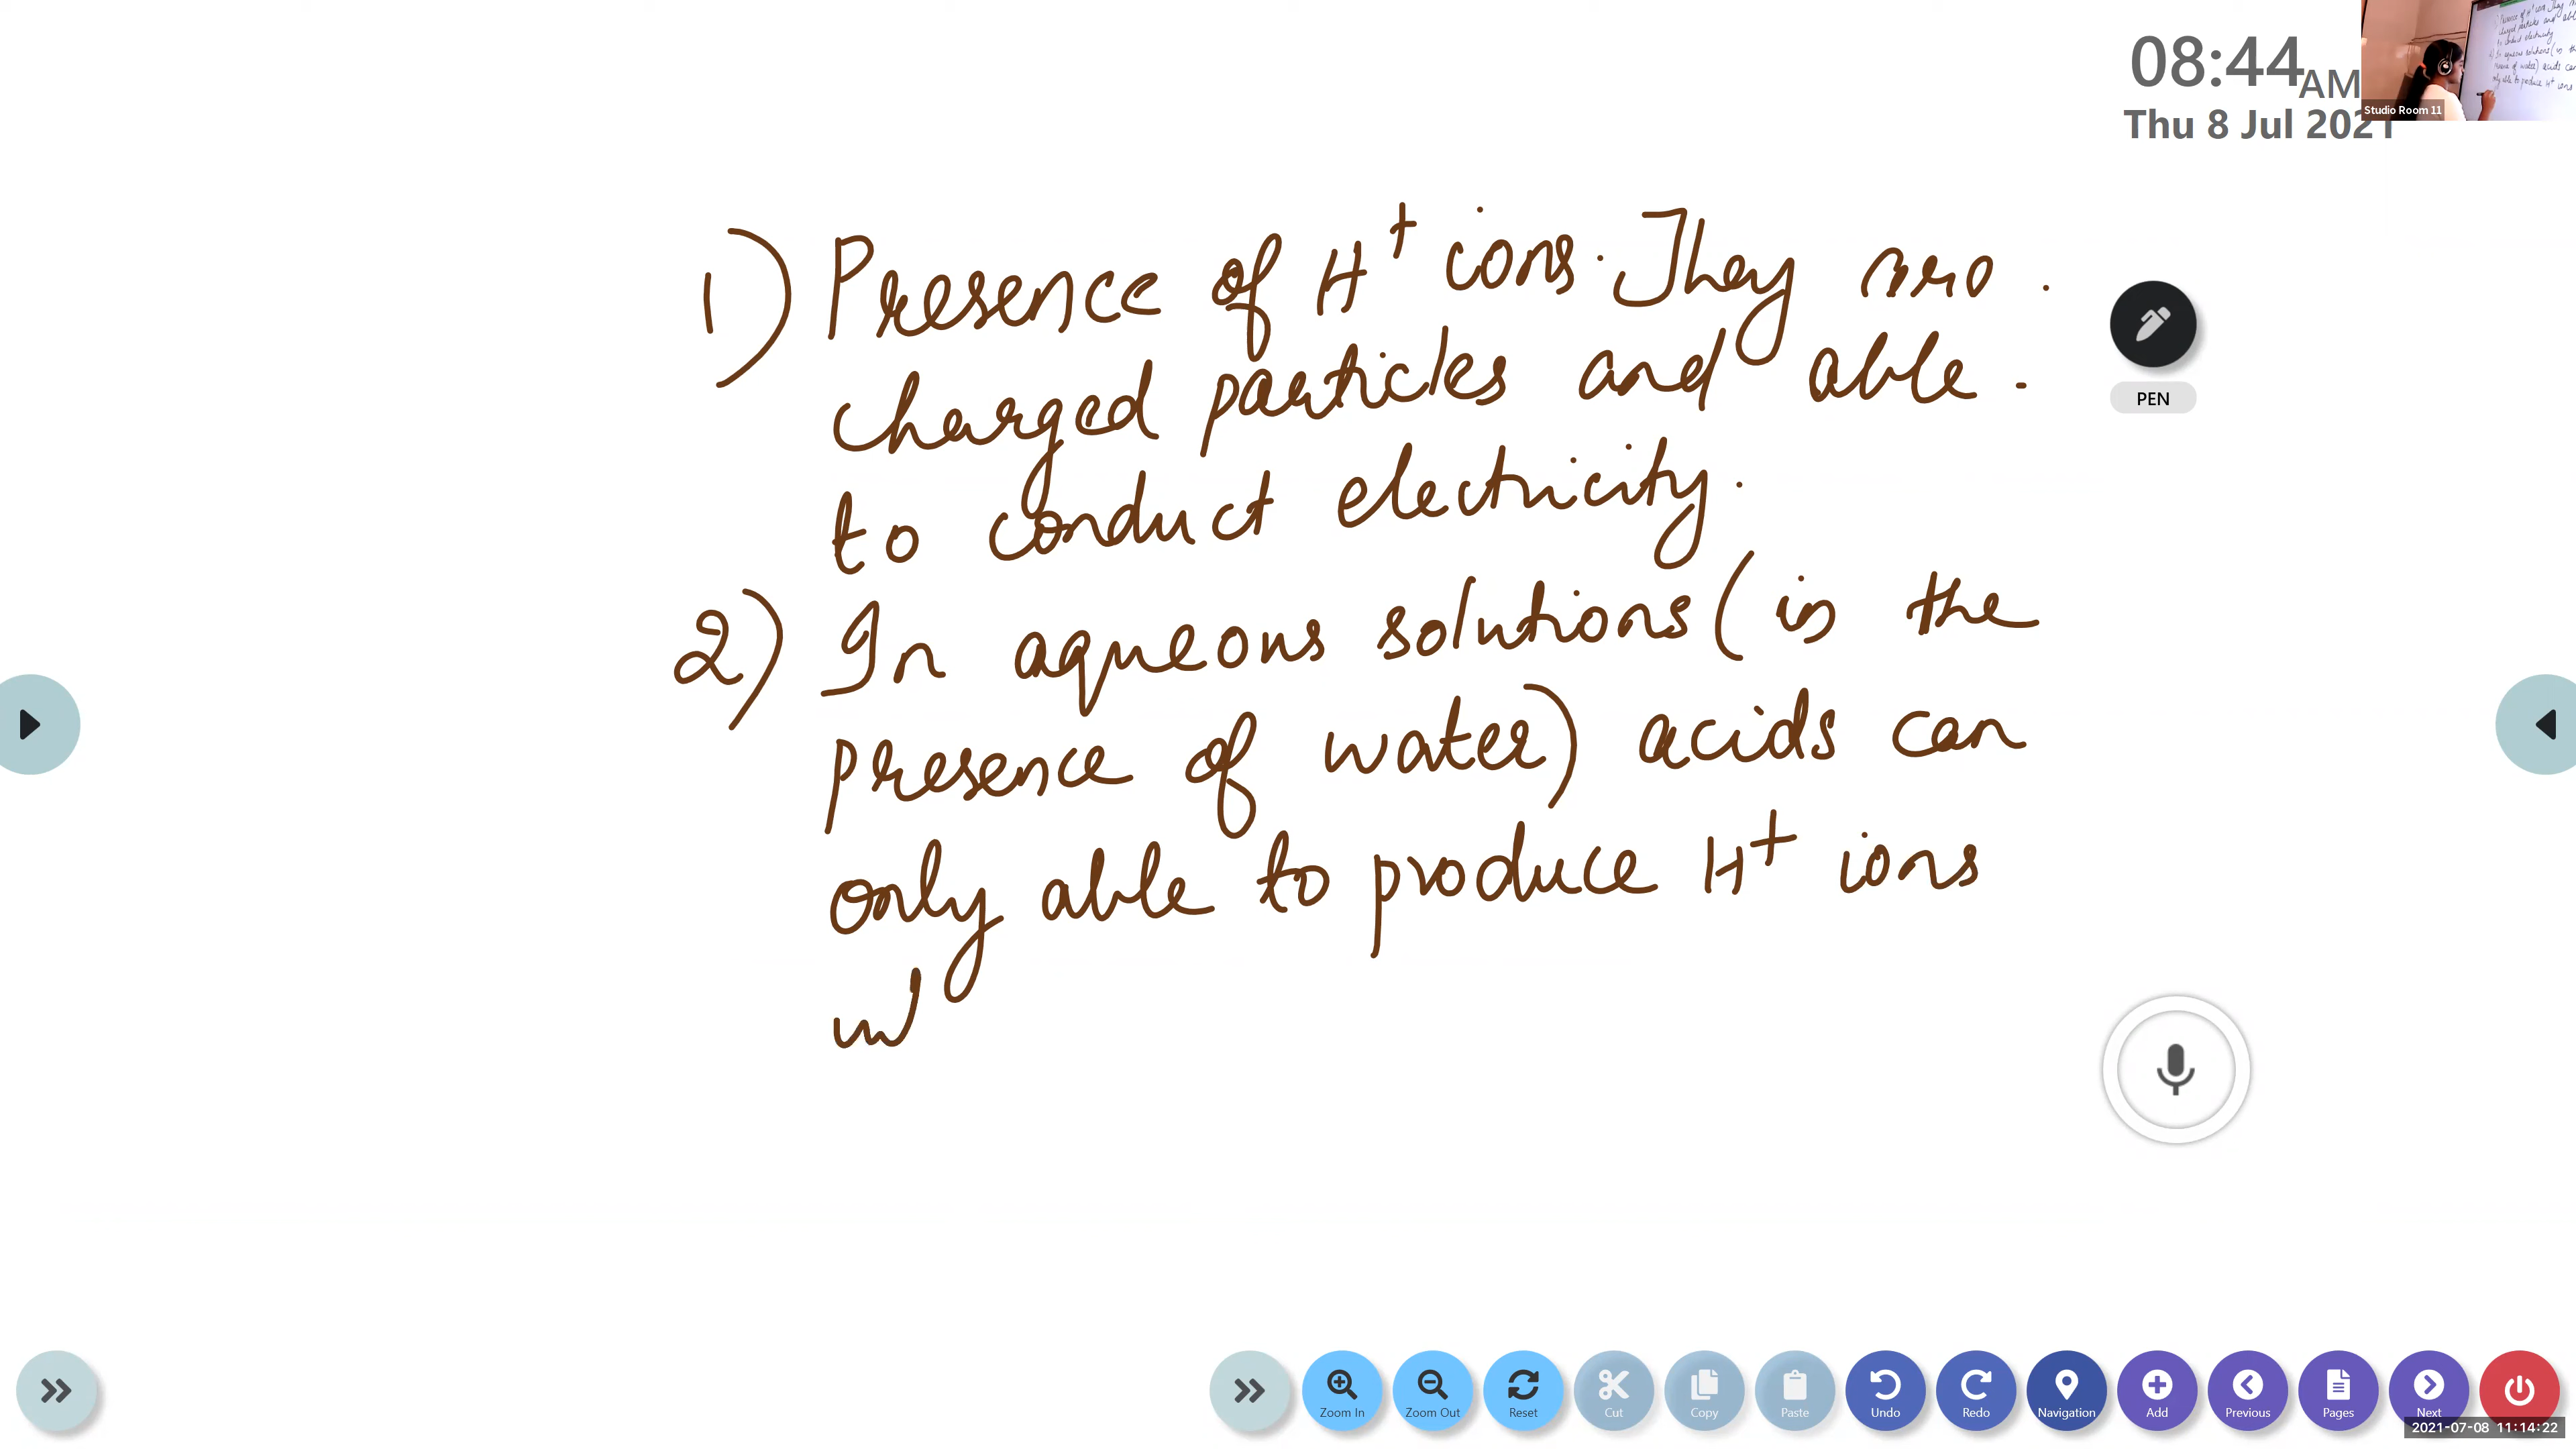 08:44 AM
Thu 8 Jul 2021
Studio Room 11
1) Presence of H+ ions. They are
charged particles and able.
to conduct electricity.
PEN
2) In aqueous solutions (in the
presence of water) acids can
only able to produce H+ ions
Zoom In
Zoom Out
Reset
Cut
Copy
Paste
Undo
Redo
Navigation
Add
Previous
Pages
Next
2021-07-08 11:14:22